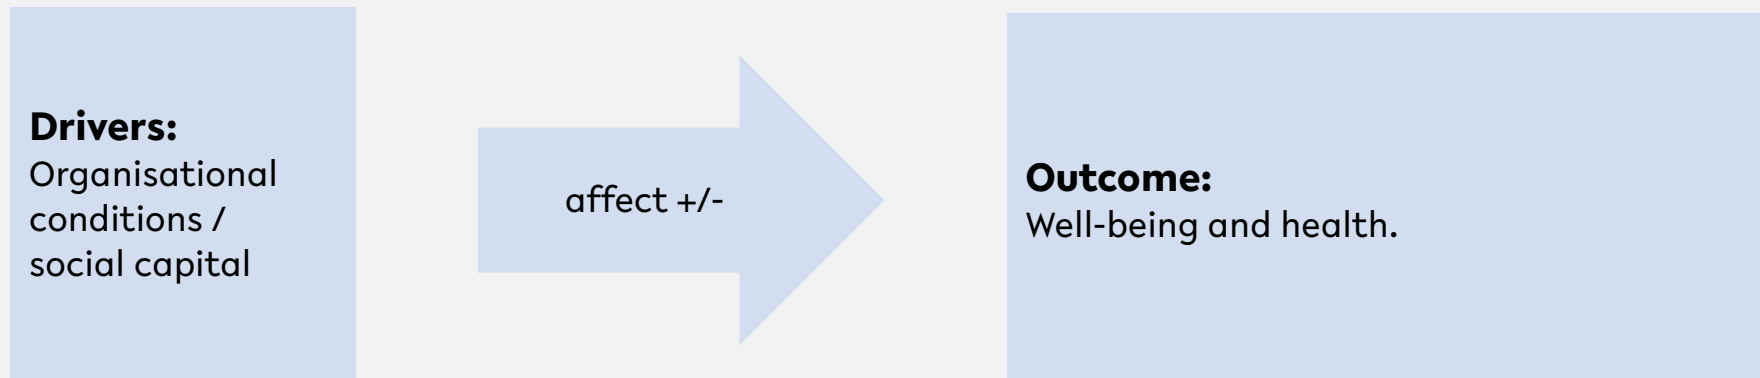 Drivers:
Organisational
conditions /
social capital
affect +/-
Outcome:
Well-being and health.